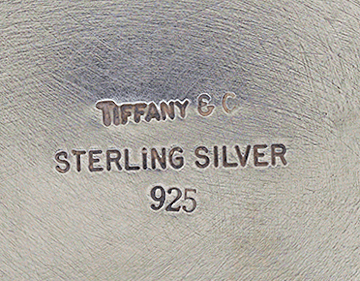 TIFFANY & C
STERLiNG SILVER
925